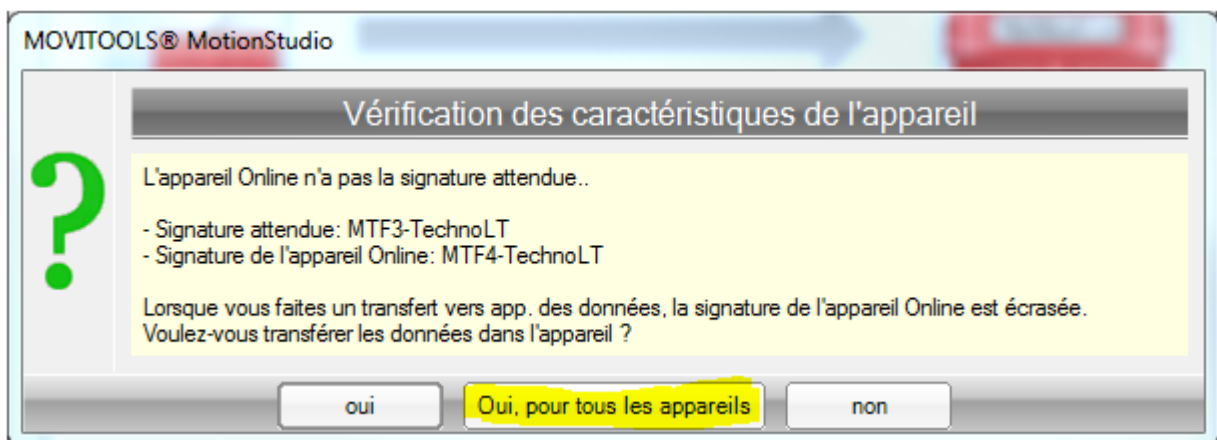 MOVITOOLS® MotionStudio
Vérification des caractéristiques de l'appareil
?
L'appareil Online n'a pas la signature attendue..
- Signature attendue: MTF3-TechnoLT
- Signature de l'appareil Online: MTF4-TechnoLT
Lorsque vous faites un transfert vers app. des données, la signature de l'appareil Online est écrasée.
Voulez-vous transférer les données dans l'appareil ?
oui
Oui, pour tous les appareils
non